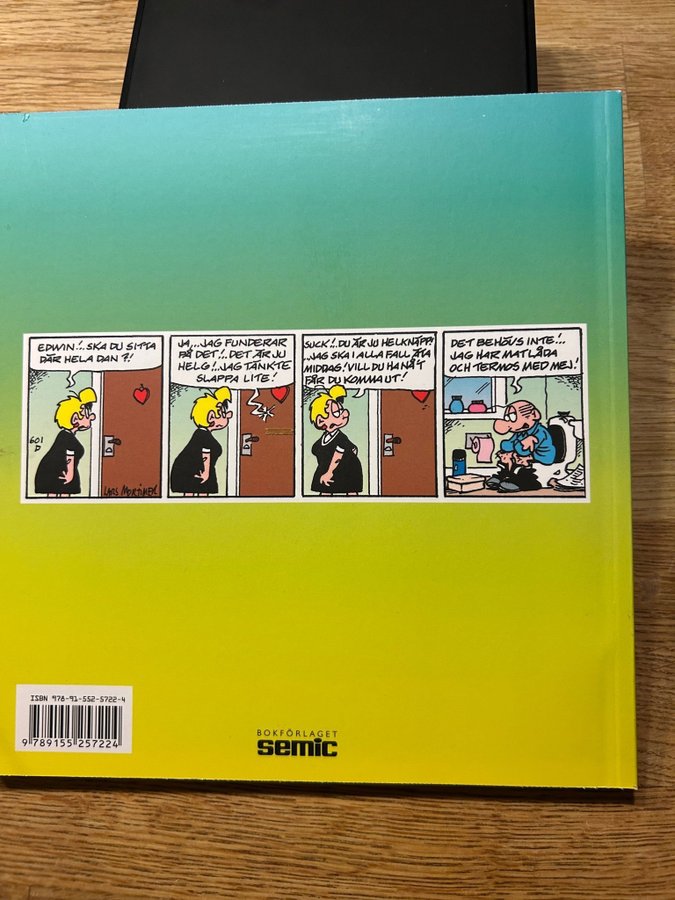 EDWIN!.. SKA DU SITTA
DÄR HELA DAN?!
601
D
LARS MORTIMER
JA,.. JAG FUNDERAR
PÅ DET!.. DET ÄR JU
HELG!.. JAG TÄNKTE
SLAPPA LITE!
SUCK!.. DU ÄR JU HELKNÄPP!
..JAG SKA I ALLA FALL ÄTA
MIDDAG! VILL DU HA NÅT
FÅR DU KOMMA UT!
DET BEHÖVS INTE!..
JAG HAR MATLÅDA
OCH TERMOS MED MEJ!
ISBN 978-91-552-5722-4
9 789155 257224
BOKFÖRLAGET
semic